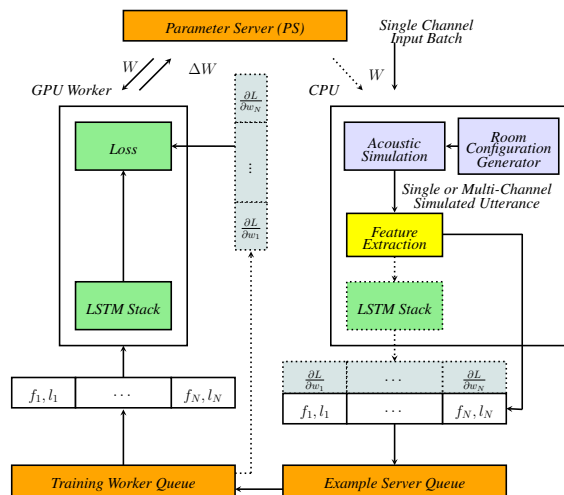 Parameter Server (PS)
Single Channel
Input Batch
W
ΔW
W
GPU Worker
CPU
∂L/∂w_N
⋮
∂L/∂w_1
Loss
LSTM Stack
Acoustic
Simulation
Room
Configuration
Generator
Single or Multi-Channel
Simulated Utterance
Feature
Extraction
LSTM Stack
∂L/∂w_1 ... ∂L/∂w_N
f_1, l_1 ... f_N, l_N
f_1, l_1 ... f_N, l_N
Training Worker Queue
Example Server Queue